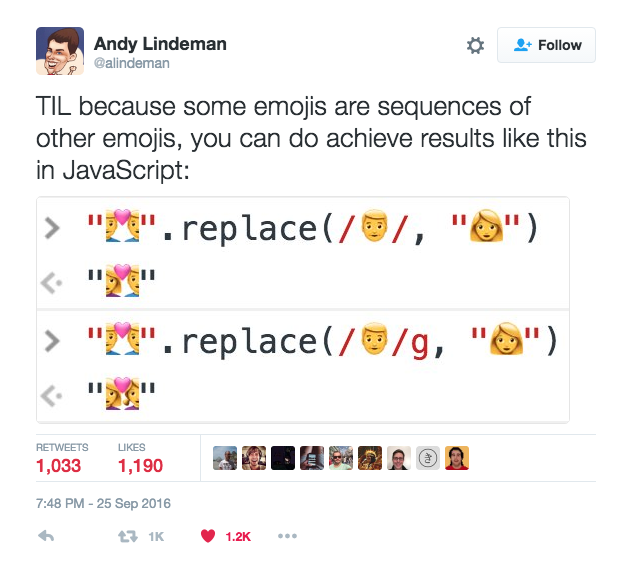 Andy Lindeman
@alindeman
Follow
TIL because some emojis are sequences of
other emojis, you can do achieve results like this
in JavaScript:
> "👨‍❤️‍👨".replace(/👨/, "👩")
<· "👩‍❤️‍👨"
> "👨‍❤️‍👨".replace(/👨/g, "👩")
<· "👩‍❤️‍👩"
RETWEETS LIKES
1,033 1,190
7:48 PM - 25 Sep 2016
1K 1.2K